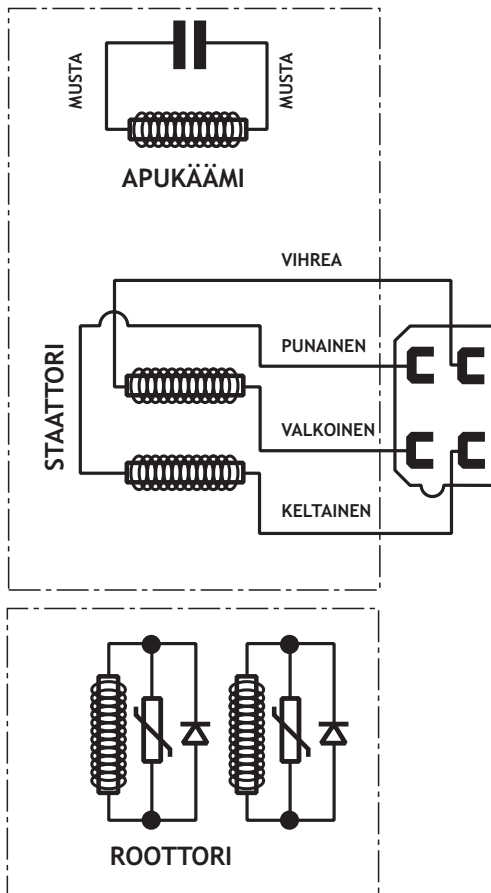 MUSTA
MUSTA
APUKÄÄMI
VIHREA
PUNAINEN
STAATTORI
VALKOINEN
KELTAINEN
ROOTTORI